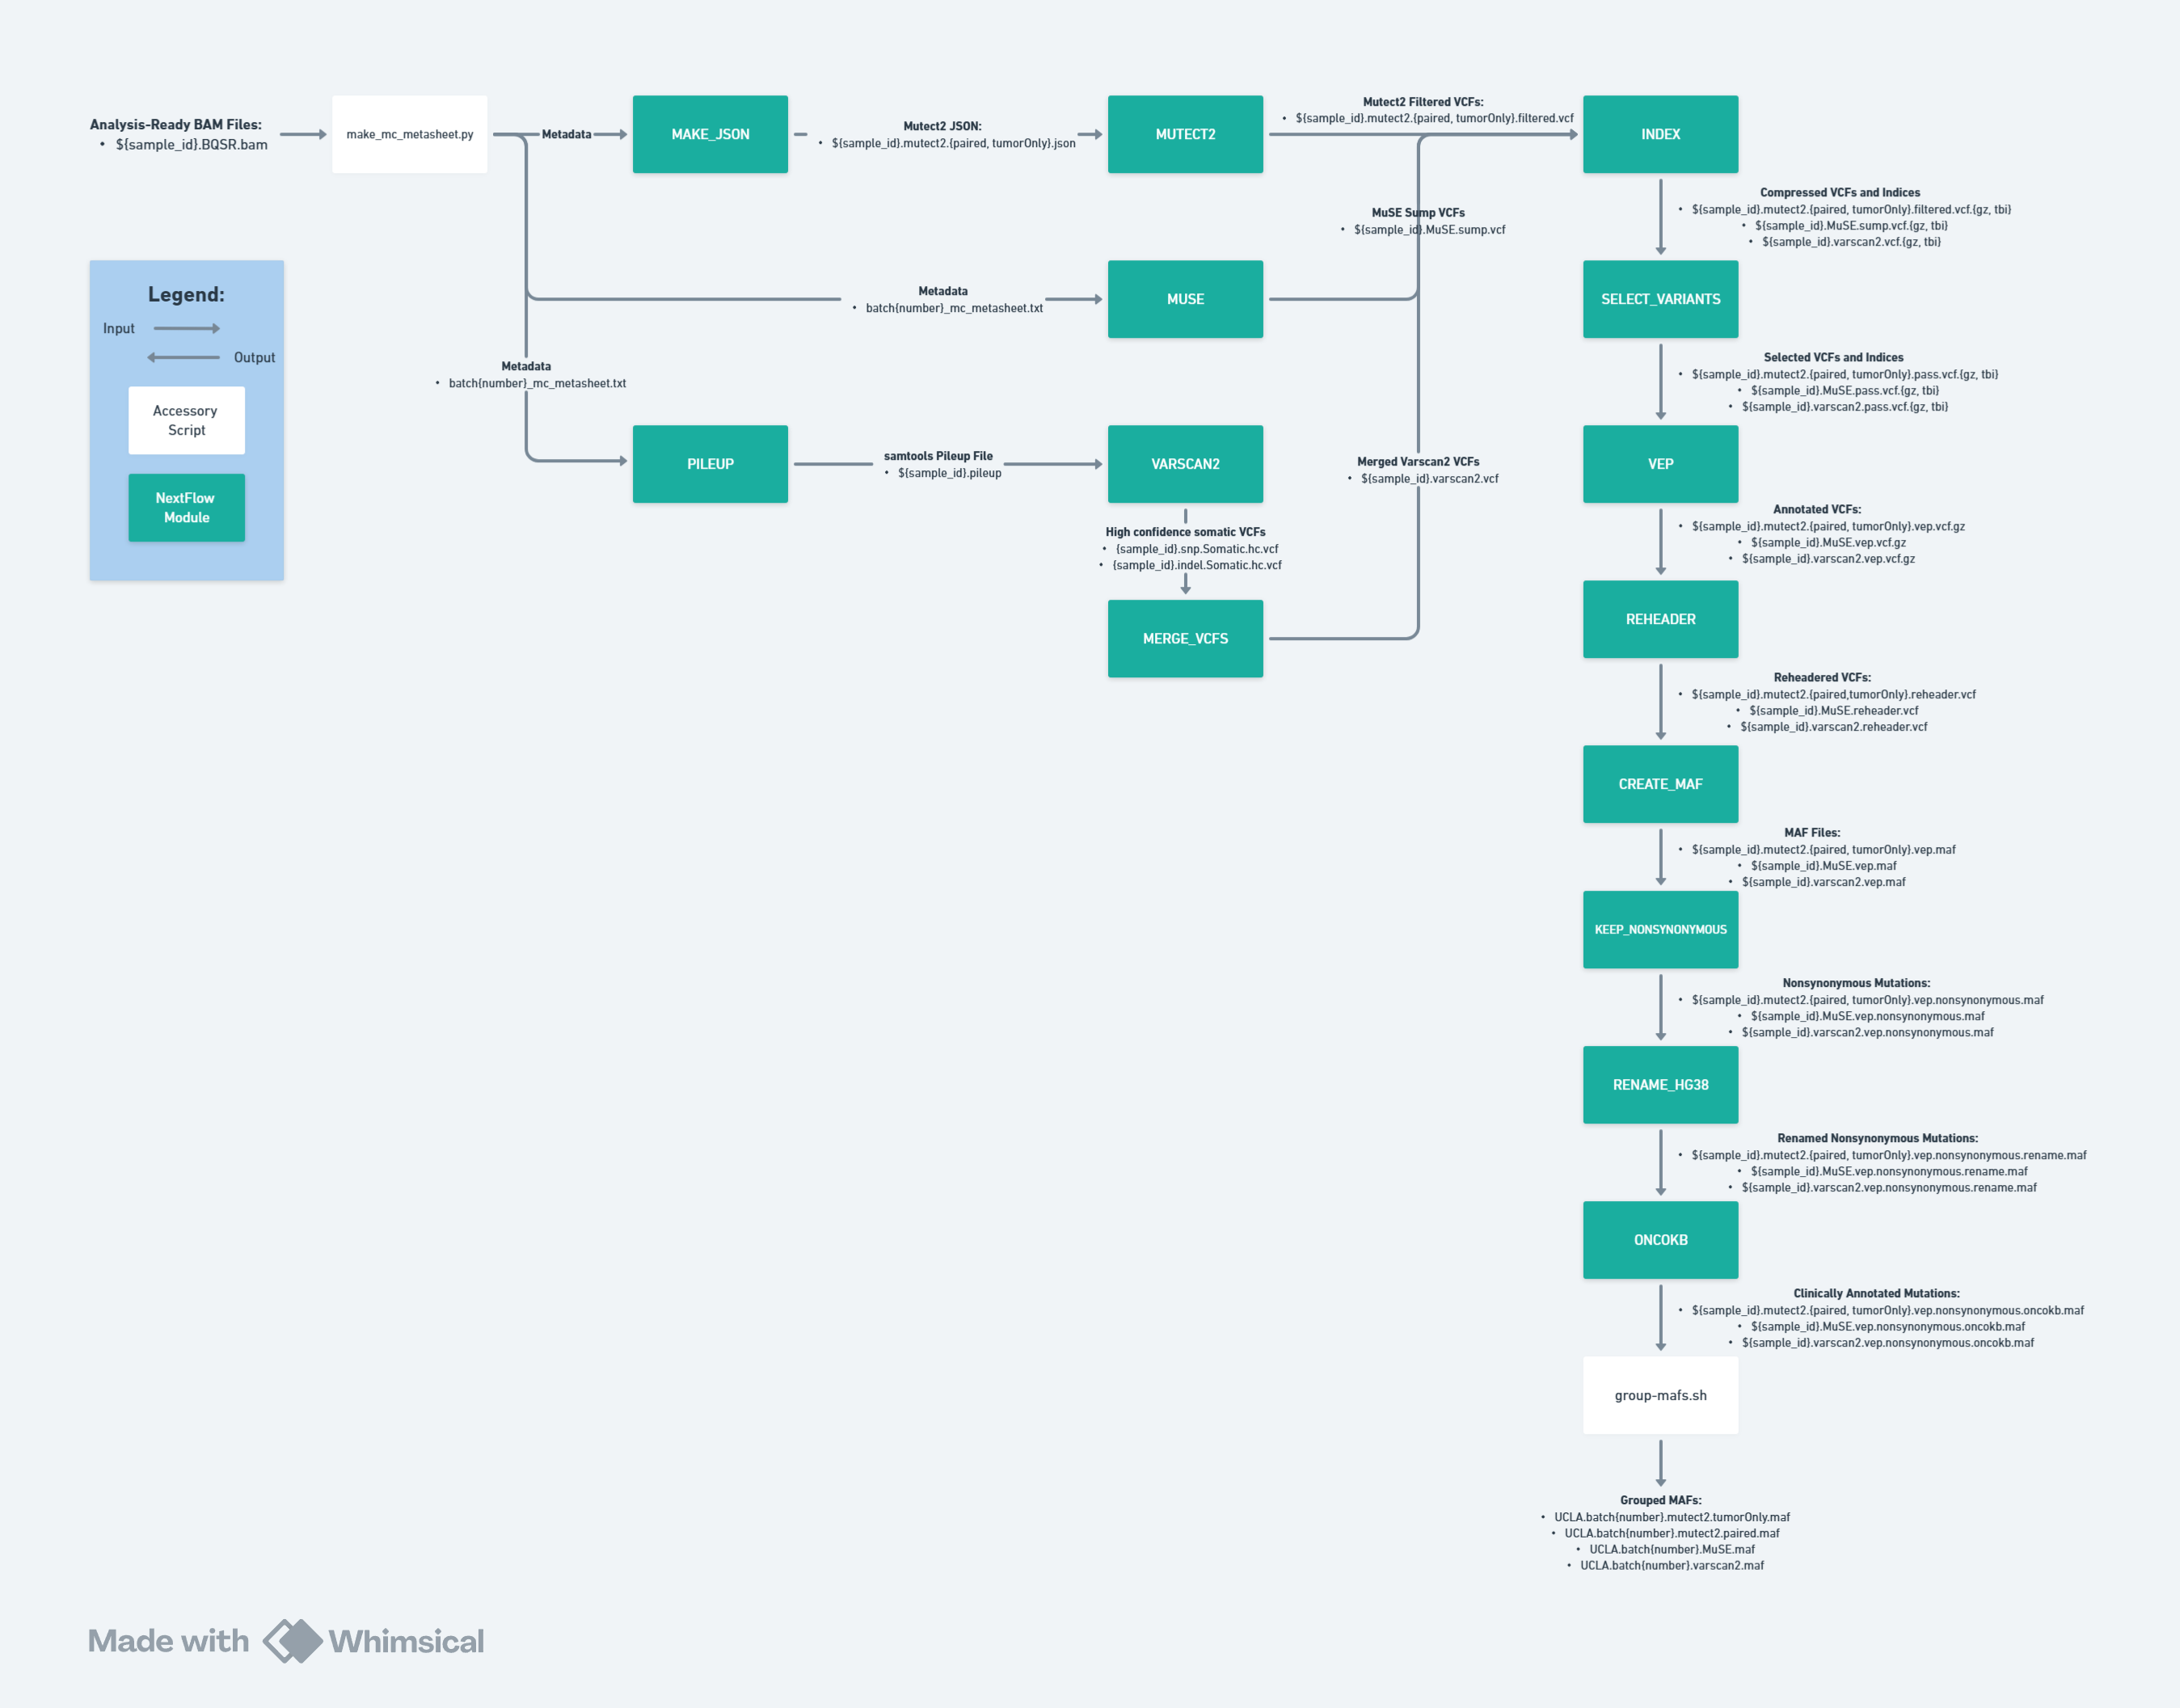 Analysis-Ready BAM Files:
• ${sample_id}.BQSR.bam
make_mc_metasheet.py
Metadata
MAKE_JSON
Mutect2 JSON:
• ${sample_id}.mutect2.{paired, tumorOnly}.json
MUTECT2
Mutect2 Filtered VCFs:
• ${sample_id}.mutect2.{paired, tumorOnly}.filtered.vcf
INDEX
Compressed VCFs and Indices
• ${sample_id}.mutect2.{paired, tumorOnly}.filtered.vcf.{gz, tbi}
• ${sample_id}.MuSE.sump.vcf.{gz, tbi}
• ${sample_id}.varscan2.vcf.{gz, tbi}
MuSE Sump VCFs
• ${sample_id}.MuSE.sump.vcf
Legend:
Input
Output
Accessory
Script
NextFlow
Module
Metadata
• batch{number}_mc_metasheet.txt
MUSE
SELECT_VARIANTS
Metadata
• batch{number}_mc_metasheet.txt
Selected VCFs and Indices
• ${sample_id}.mutect2.{paired, tumorOnly}.pass.vcf.{gz, tbi}
• ${sample_id}.MuSE.pass.vcf.{gz, tbi}
• ${sample_id}.varscan2.pass.vcf.{gz, tbi}
PILEUP
samtools Pileup File
• ${sample_id}.pileup
VARSCAN2
Merged Varscan2 VCFs
• ${sample_id}.varscan2.vcf
VEP
High confidence somatic VCFs
• {sample_id}.snp.Somatic.hc.vcf
• {sample_id}.indel.Somatic.hc.vcf
Annotated VCFs:
• ${sample_id}.mutect2.{paired, tumorOnly}.vep.vcf.gz
• ${sample_id}.MuSE.vep.vcf.gz
• ${sample_id}.varscan2.vep.vcf.gz
MERGE_VCFS
REHEADER
Reheadered VCFs:
• ${sample_id}.mutect2.{paired,tumorOnly}.reheader.vcf
• ${sample_id}.MuSE.reheader.vcf
• ${sample_id}.varscan2.reheader.vcf
CREATE_MAF
MAF Files:
• ${sample_id}.mutect2.{paired, tumorOnly}.vep.maf
• ${sample_id}.MuSE.vep.maf
• ${sample_id}.varscan2.vep.maf
KEEP_NONSYNONYMOUS
Nonsynonymous Mutations:
• ${sample_id}.mutect2.{paired, tumorOnly}.vep.nonsynonymous.maf
• ${sample_id}.MuSE.vep.nonsynonymous.maf
• ${sample_id}.varscan2.vep.nonsynonymous.maf
RENAME_HG38
Renamed Nonsynonymous Mutations:
• ${sample_id}.mutect2.{paired, tumorOnly}.vep.nonsynonymous.rename.maf
• ${sample_id}.MuSE.vep.nonsynonymous.rename.maf
• ${sample_id}.varscan2.vep.nonsynonymous.rename.maf
ONCOKB
Clinically Annotated Mutations:
• ${sample_id}.mutect2.{paired, tumorOnly}.vep.nonsynonymous.oncokb.maf
• ${sample_id}.MuSE.vep.nonsynonymous.oncokb.maf
• ${sample_id}.varscan2.vep.nonsynonymous.oncokb.maf
group-mafs.sh
Grouped MAFs:
• UCLA.batch{number}.mutect2.tumorOnly.maf
• UCLA.batch{number}.mutect2.paired.maf
• UCLA.batch{number}.MuSE.maf
• UCLA.batch{number}.varscan2.maf
Made with Whimsical